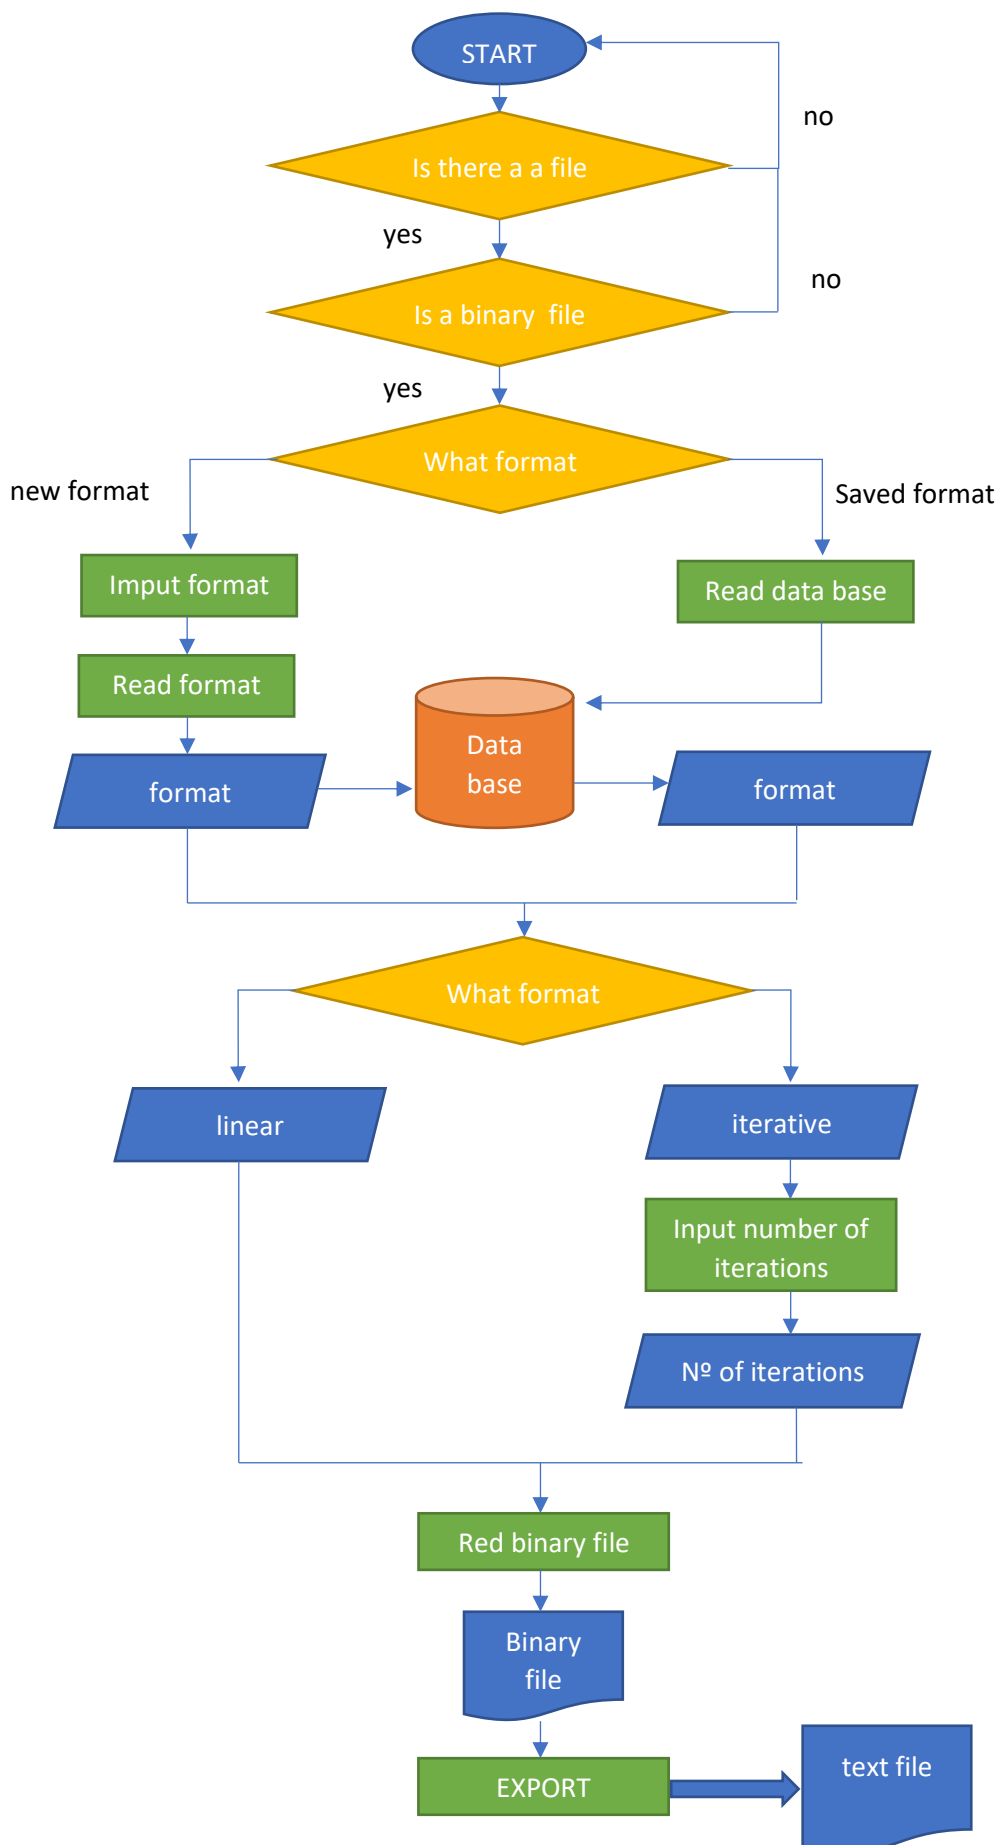 START
no
Is there a a file
yes
no
Is a binary  file
yes
What format
new format
Saved format
Imput format
Read data base
Read format
Data
base
format
format
What format
linear
iterative
Input number of
iterations
Nº of iterations
Red binary file
Binary
file
EXPORT
text file